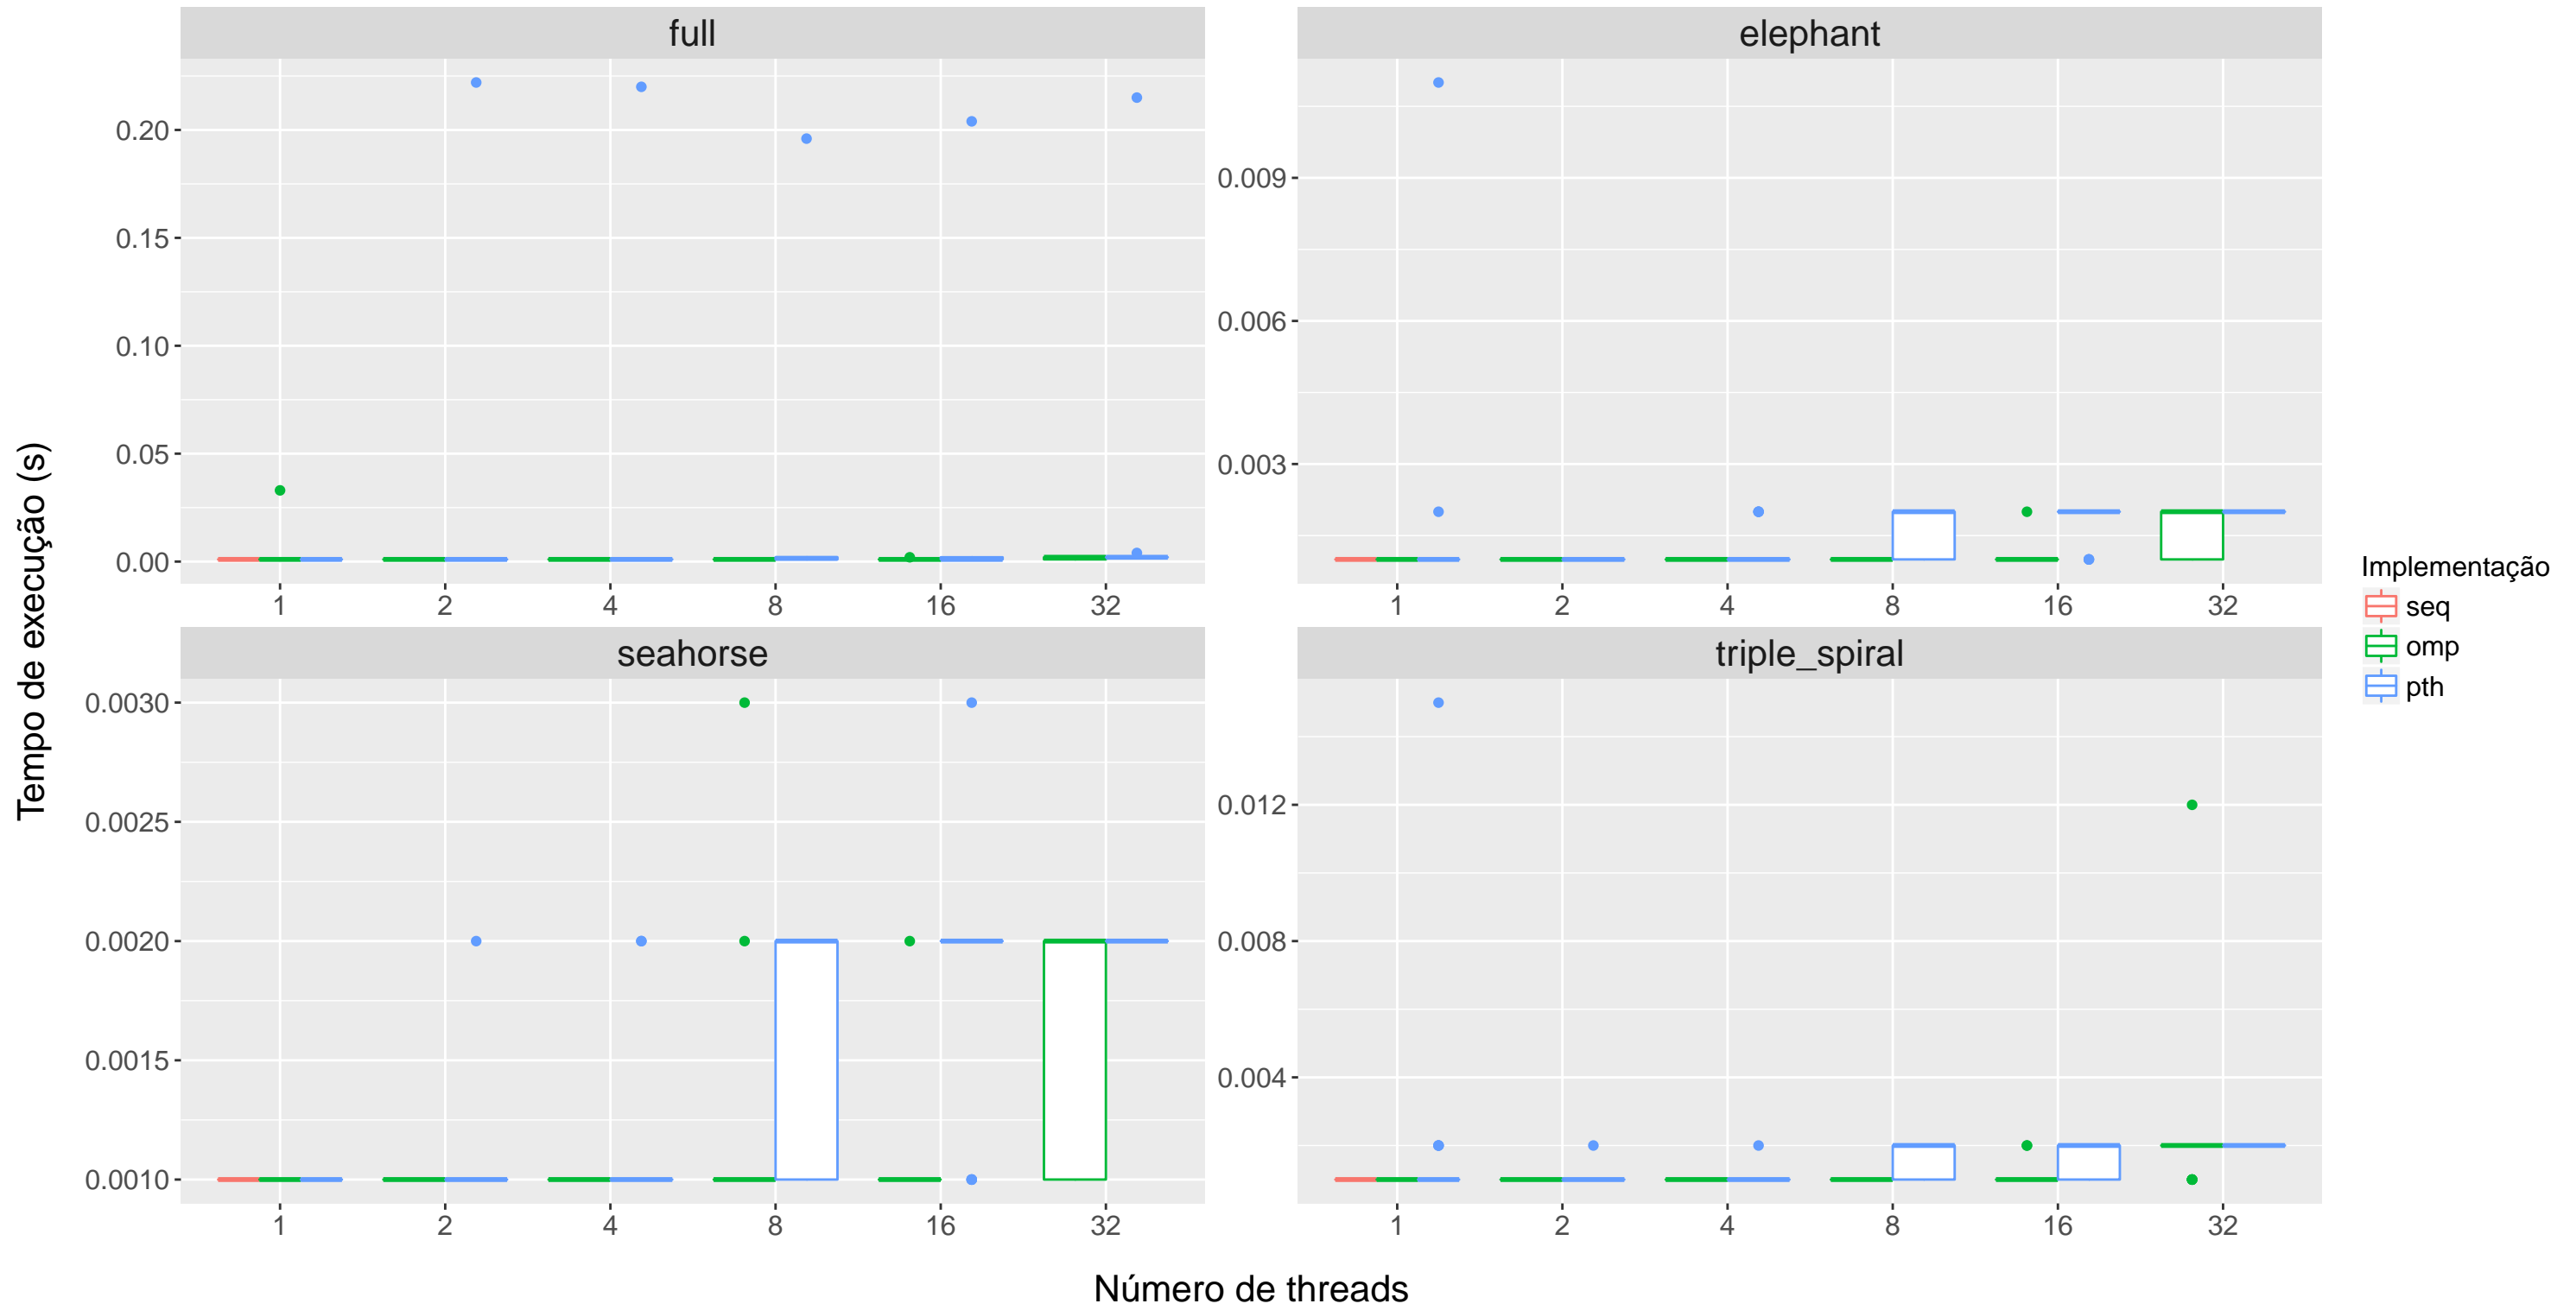 full
elephant
0.20
0.15
0.10
0.05
0.00
0.009
0.006
0.003
1 2 4 8 16 32
1 2 4 8 16 32
seahorse
triple_spiral
0.0030
0.0025
0.0020
0.0015
0.0010
0.012
0.008
0.004
1 2 4 8 16 32
1 2 4 8 16 32
Tempo de execução (s)
Número de threads
Implementação
seq
omp
pth